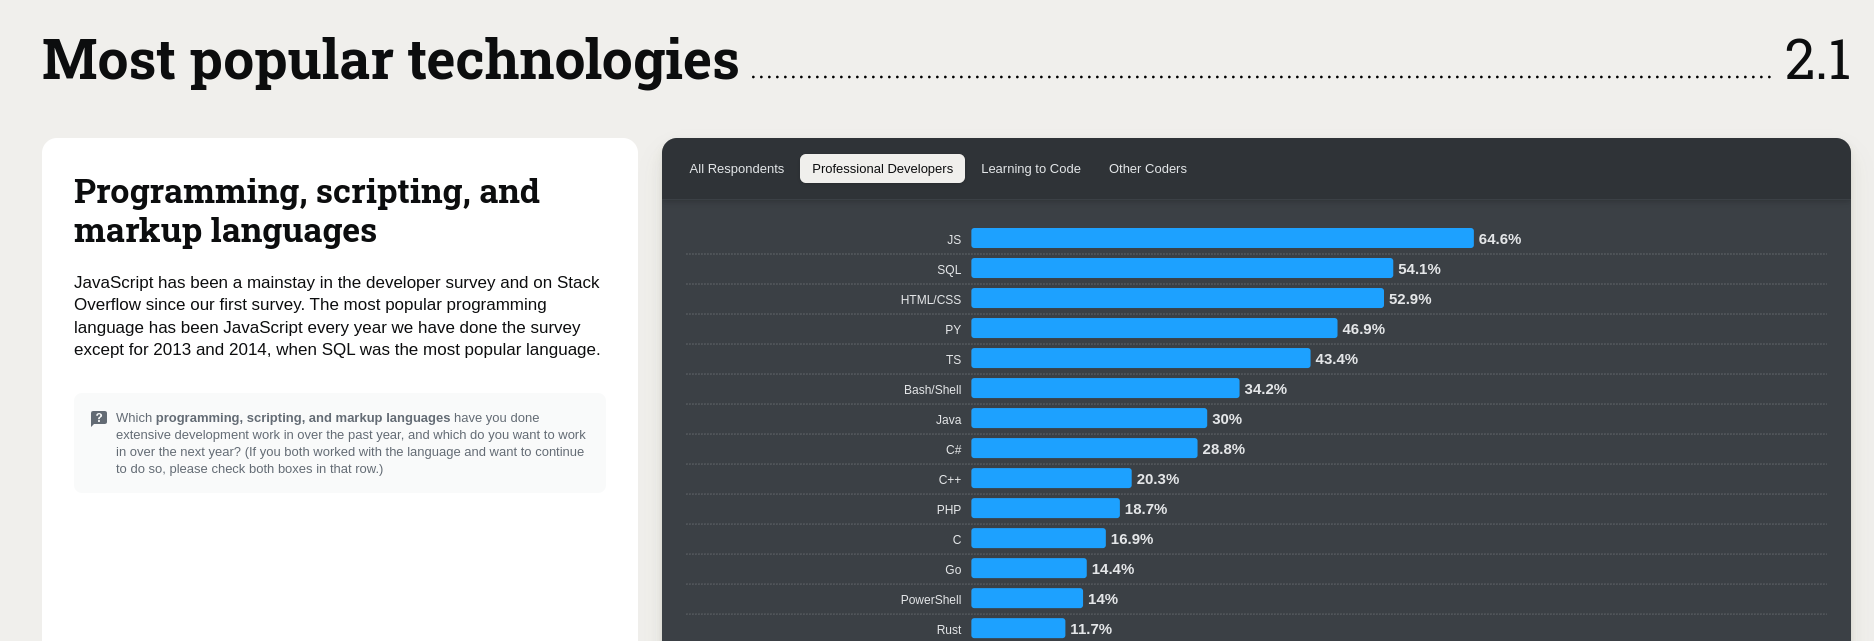 Most popular technologies 2.1
Programming, scripting, and
markup languages
JavaScript has been a mainstay in the developer survey and on Stack
Overflow since our first survey. The most popular programming
language has been JavaScript every year we have done the survey
except for 2013 and 2014, when SQL was the most popular language.
Which programming, scripting, and markup languages have you done
extensive development work in over the past year, and which do you want to work
in over the next year? (If you both worked with the language and want to continue
to do so, please check both boxes in that row.)
All Respondents Professional Developers Learning to Code Other Coders
JS 64.6%
SQL 54.1%
HTML/CSS 52.9%
PY 46.9%
TS 43.4%
Bash/Shell 34.2%
Java 30%
C# 28.8%
C++ 20.3%
PHP 18.7%
C 16.9%
Go 14.4%
PowerShell 14%
Rust 11.7%